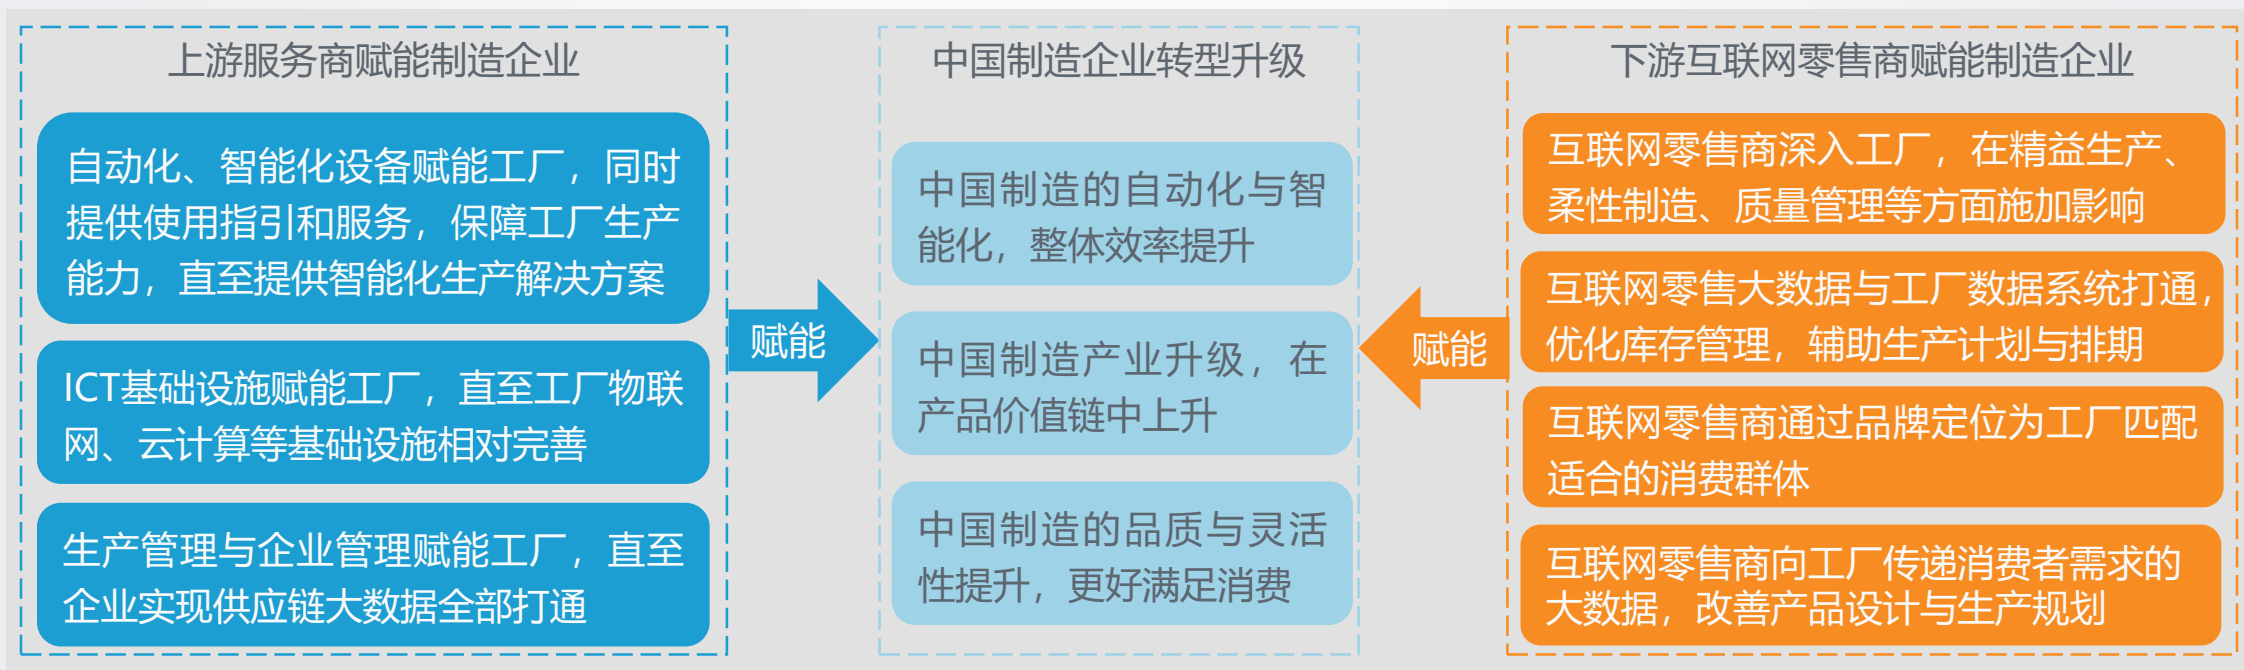 上游服务商赋能制造企业
自动化、智能化设备赋能工厂，同时
提供使用指引和服务，保障工厂生产
能力，直至提供智能化生产解决方案
ICT基础设施赋能工厂，直至工厂物联
网、云计算等基础设施相对完善
生产管理与企业管理赋能工厂，直至
企业实现供应链大数据全部打通
赋能
中国制造企业转型升级
中国制造的自动化与智
能化，整体效率提升
中国制造产业升级，在
产品价值链中上升
中国制造的品质与灵活
性提升，更好满足消费
赋能
下游互联网零售商赋能制造企业
互联网零售商深入工厂，在精益生产、
柔性制造、质量管理等方面施加影响
互联网零售大数据与工厂数据系统打通，
优化库存管理，辅助生产计划与排期
互联网零售商通过品牌定位为工厂匹配
适合的消费群体
互联网零售商向工厂传递消费者需求的
大数据，改善产品设计与生产规划